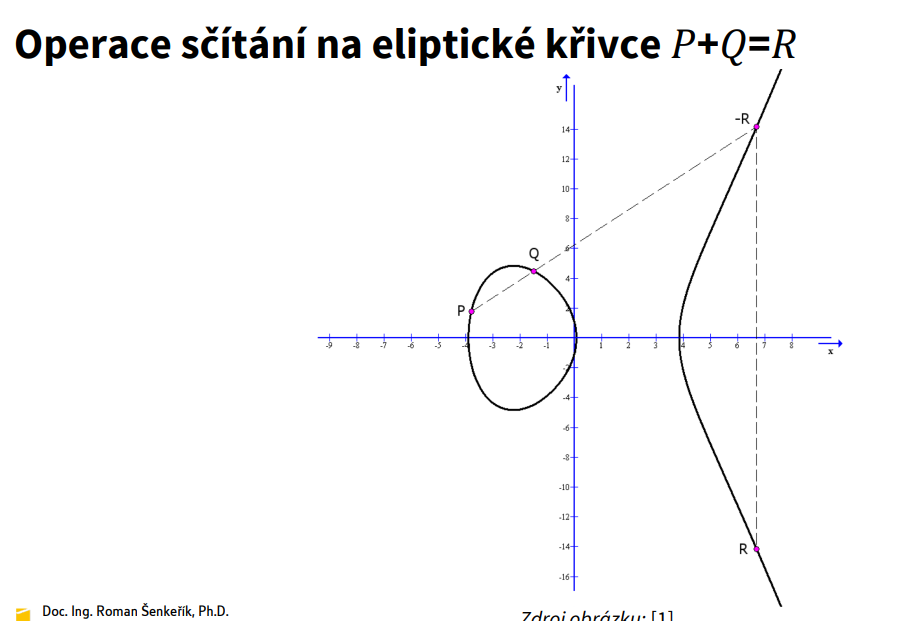 Operace sčítání na eliptické křivce P+Q=R
y
-R
14
12
10
8
Q
6
4
P
2
-9 -8 -7 -6 -5 -4 -3 -2 -1 1 2 3 4 5 6 7 8
x
-2
-4
-6
-8
-10
-12
-14
R
-16
Doc. Ing. Roman Šenkeřík, Ph.D.
Zdroj obrázku: [1]